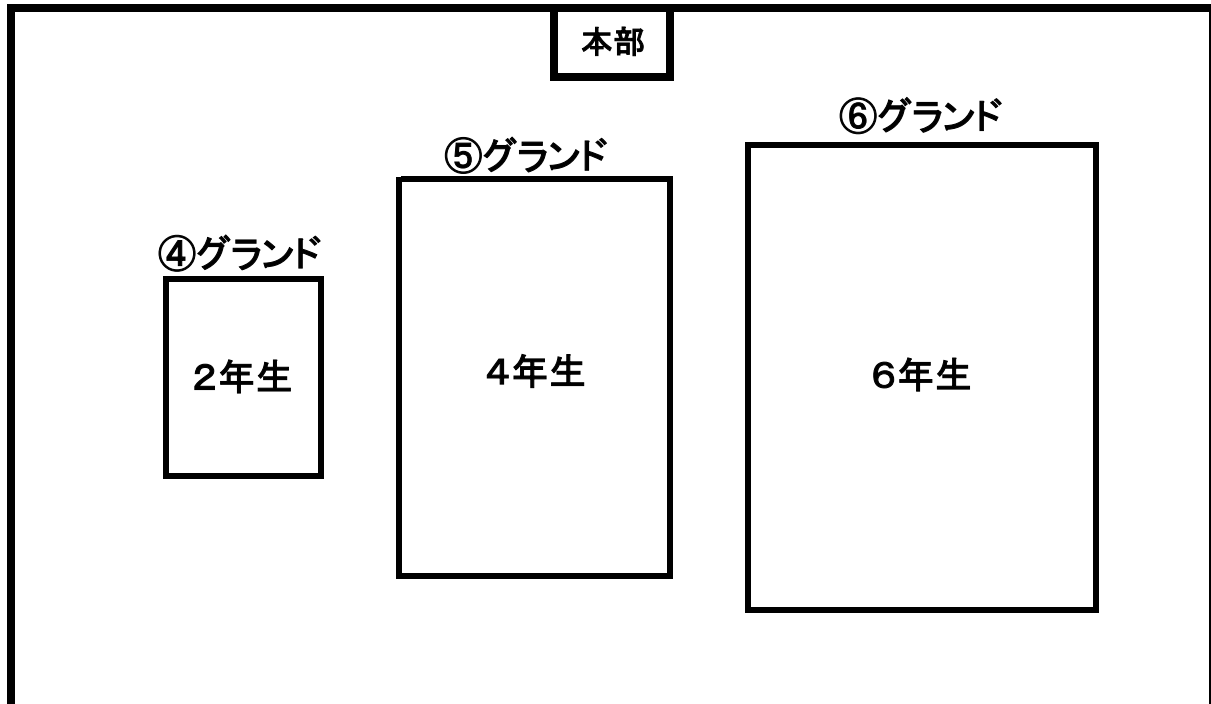 本部
⑥グランド
⑤グランド
④グランド
２年生
４年生
６年生